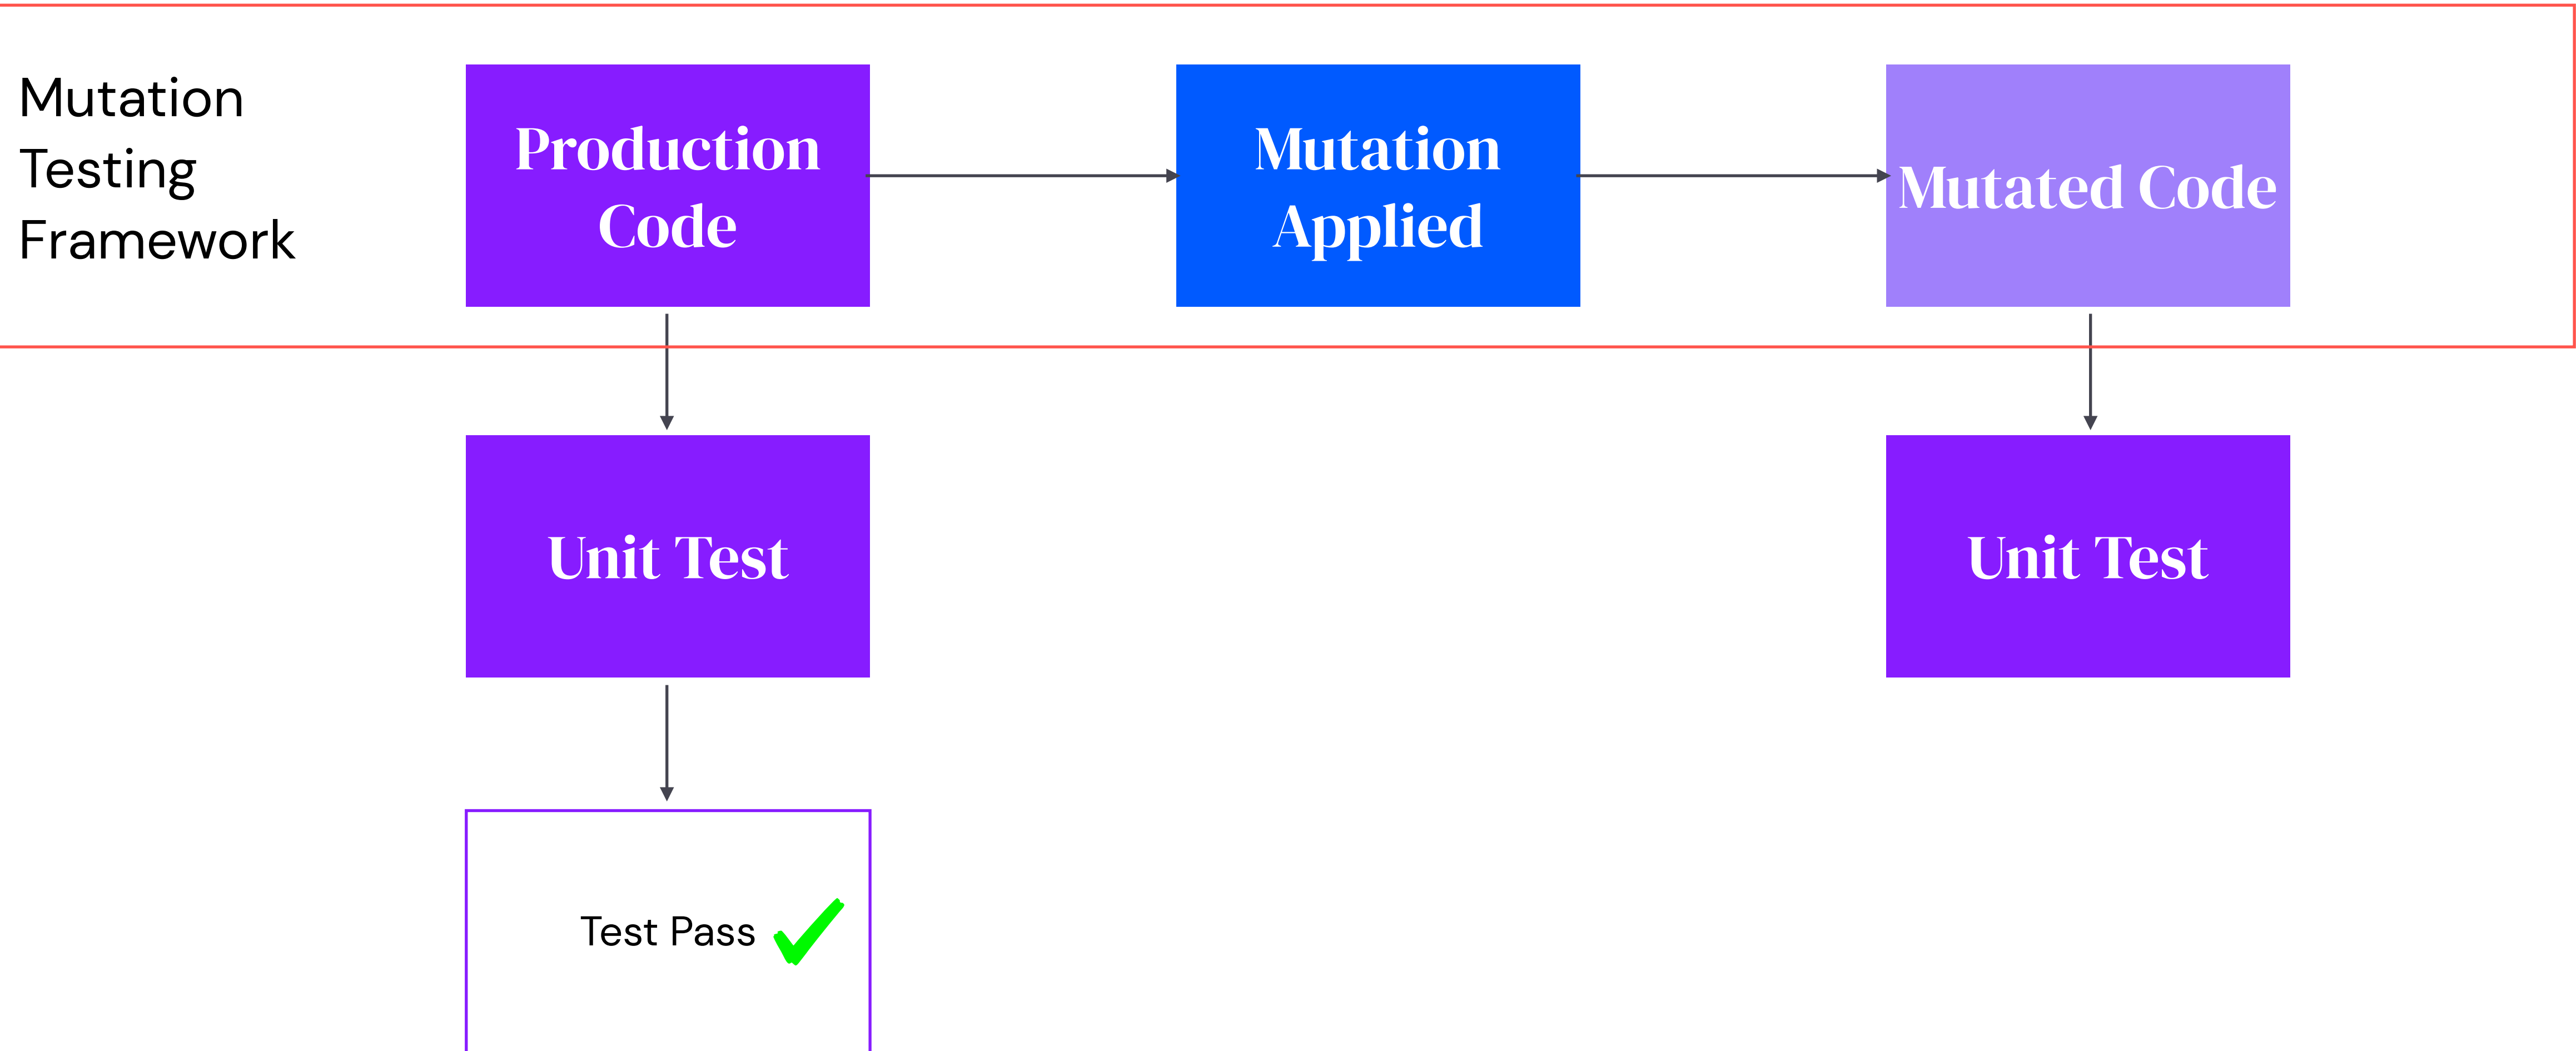 Mutation
Testing
Framework
Production
Code
Mutation
Applied
Mutated Code
Unit Test
Unit Test
Test Pass